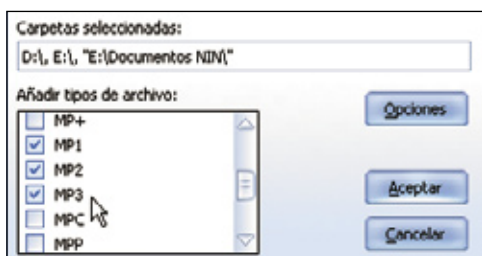 Carpetas seleccionadas:
D:\, E:\, "E:\Documentos NIN\"
Añadir tipos de archivo:
MP+
MP1
MP2
MP3
MPC
MPP
Opciones
Aceptar
Cancelar